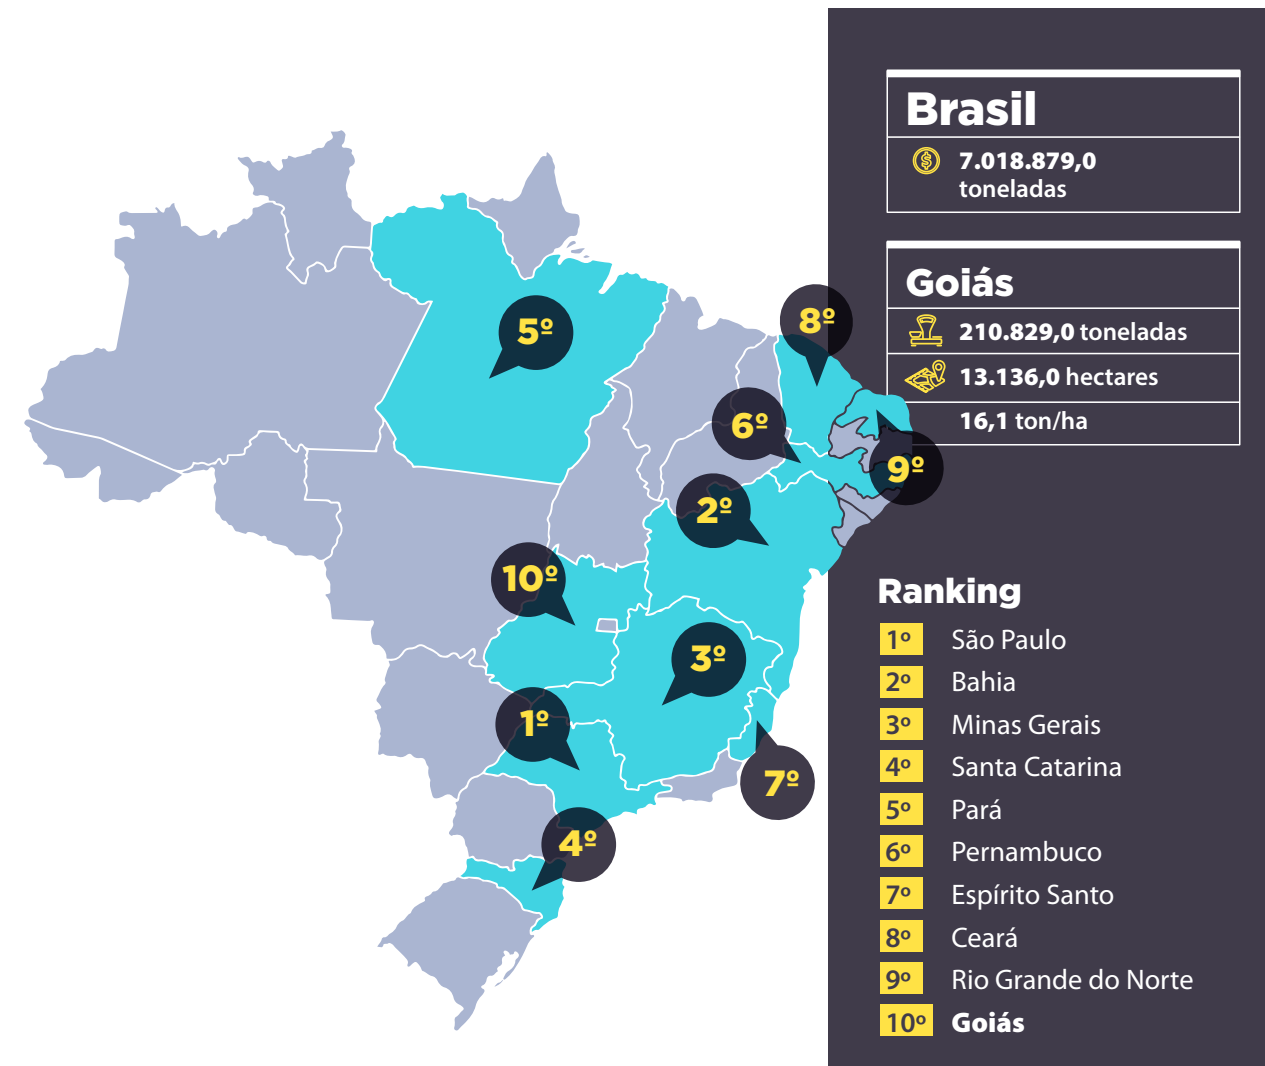 Brasil
7.018.879,0
toneladas
Goiás
210.829,0 toneladas
13.136,0 hectares
16,1 ton/ha
5º
8º
6º
9º
2º
10º
3º
1º
7º
4º
Ranking
1º São Paulo
2º Bahia
3º Minas Gerais
4º Santa Catarina
5º Pará
6º Pernambuco
7º Espírito Santo
8º Ceará
9º Rio Grande do Norte
10º Goiás